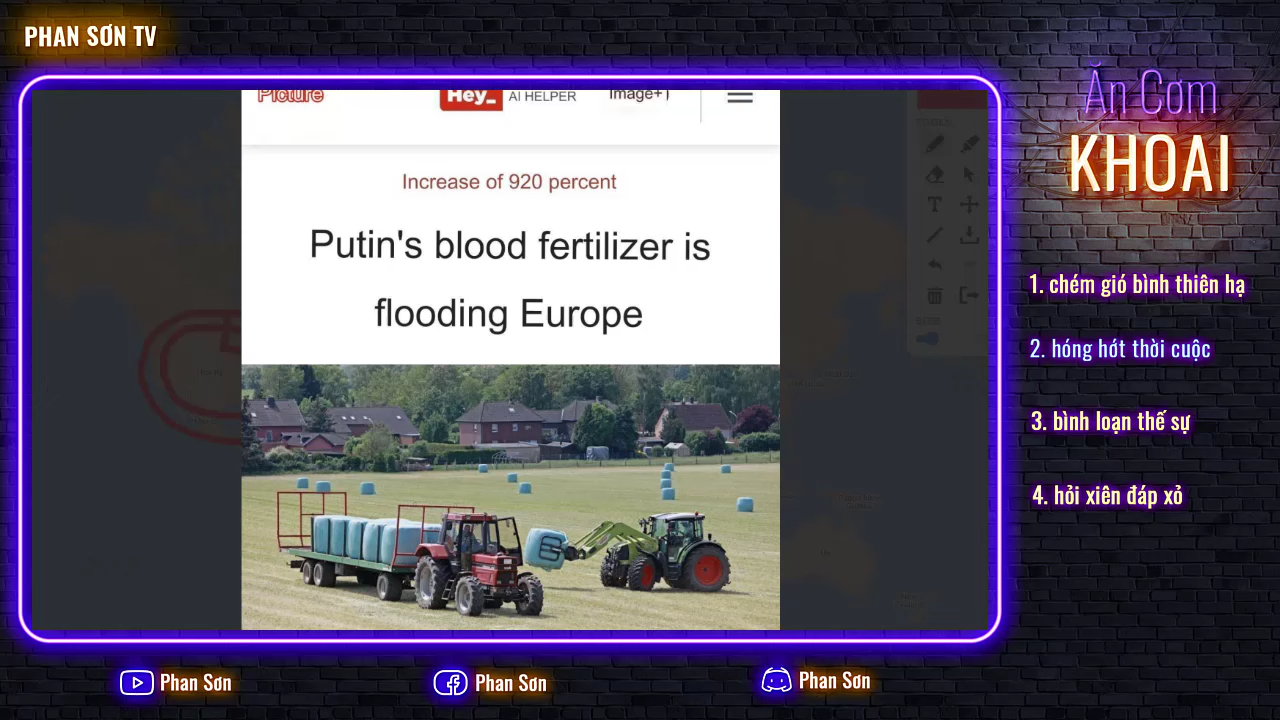 PHAN SƠN TV
Picture
Hey_ AI HELPER
Image+
Increase of 920 percent
Putin's blood fertilizer is
flooding Europe
Ăn Cơm
KHOAI
1. chém gió bình thiên hạ
2. hóng hớt thời cuộc
3. bình loạn thế sự
4. hỏi xiên đáp xỏ
Phan Sơn
Phan Sơn
Phan Sơn